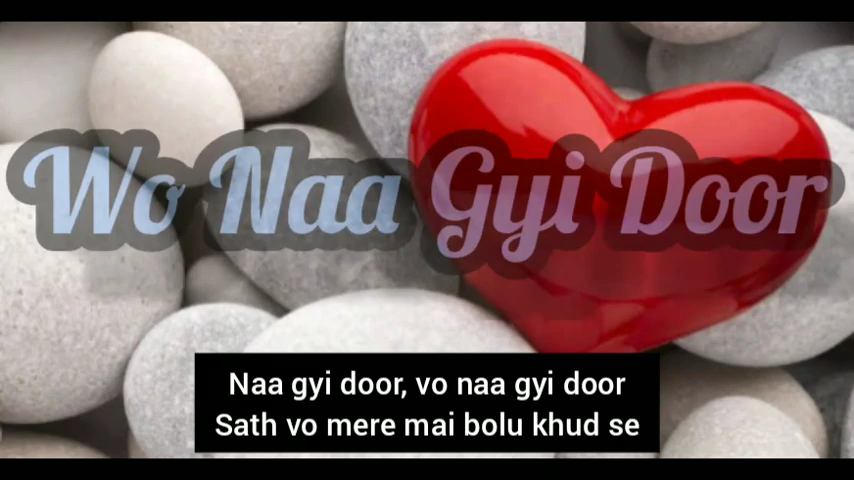 Wo Naa Gyi Door
Naa gyi door, vo naa gyi door
Sath vo mere mai bolu khud se